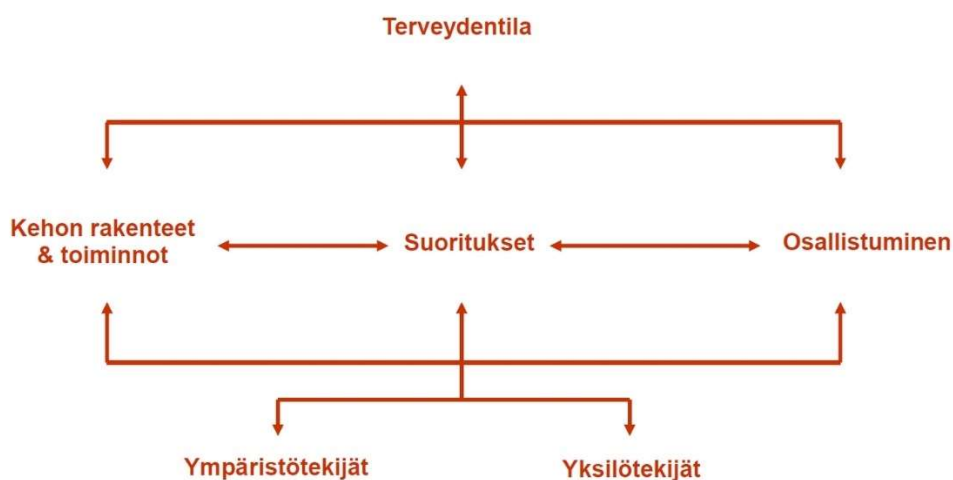 Terveydentila
Kehon rakenteet
& toiminnot
Suoritukset
Osallistuminen
Ympäristötekijät
Yksilötekijät